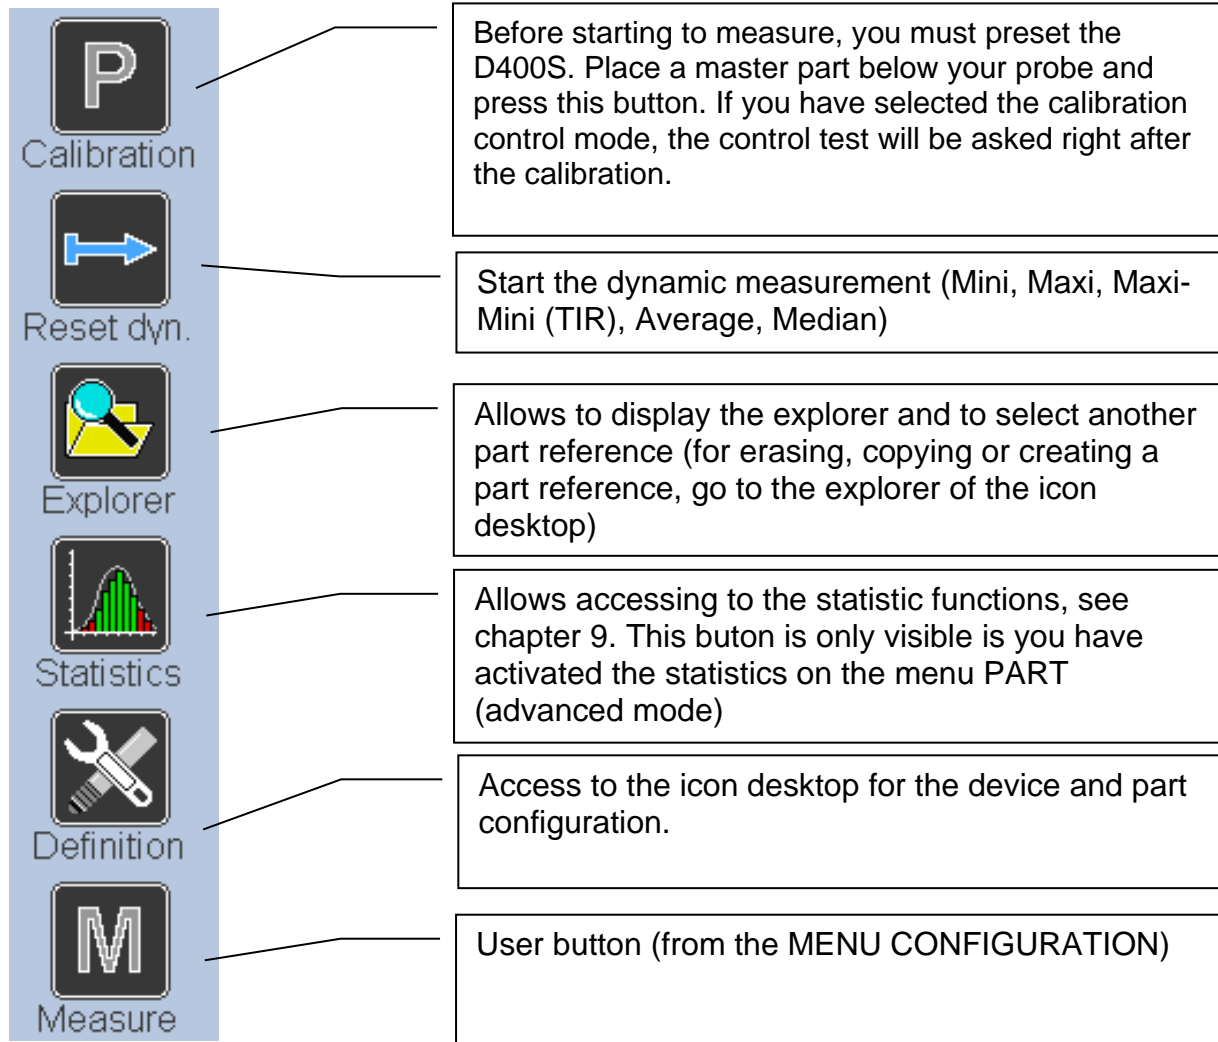 P
Calibration
Before starting to measure, you must preset the
D400S. Place a master part below your probe and
press this button. If you have selected the calibration
control mode, the control test will be asked right after
the calibration.
Reset dyn.
Start the dynamic measurement (Mini, Maxi, Maxi-
Mini (TIR), Average, Median)
Explorer
Allows to display the explorer and to select another
part reference (for erasing, copying or creating a
part reference, go to the explorer of the icon
desktop)
Statistics
Allows accessing to the statistic functions, see
chapter 9. This buton is only visible is you have
activated the statistics on the menu PART
(advanced mode)
Definition
Access to the icon desktop for the device and part
configuration.
M
Measure
User button (from the MENU CONFIGURATION)